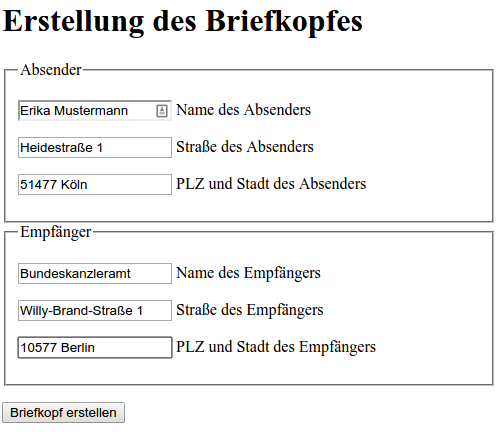 Erstellung des Briefkopfes
Absender
Erika Mustermann Name des Absenders
Heidestraße 1 Straße des Absenders
51477 Köln PLZ und Stadt des Absenders
Empfänger
Bundeskanzleramt Name des Empfängers
Willy-Brand-Straße 1 Straße des Empfängers
10577 Berlin PLZ und Stadt des Empfängers
Briefkopf erstellen